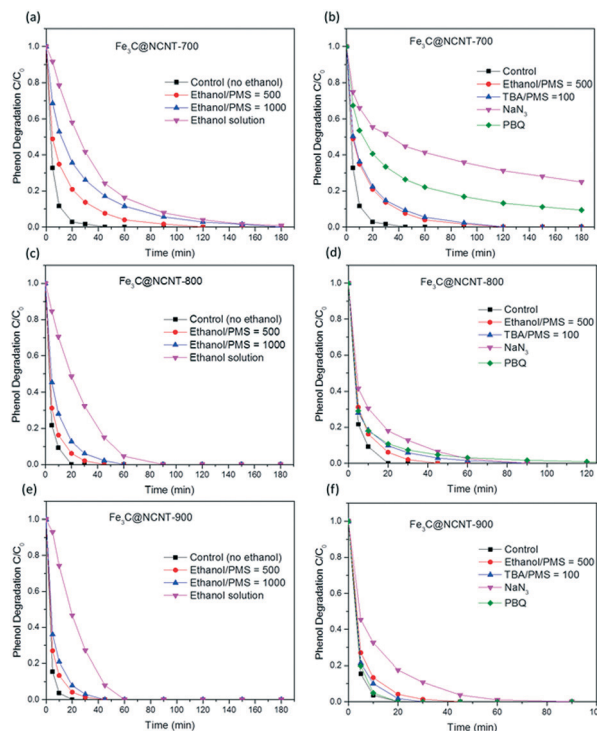 (a)
Fe₃C@NCNT-700
Control (no ethanol)
Ethanol/PMS = 500
Ethanol/PMS = 1000
Ethanol solution
Phenol Degradation C/C₀
1.0
0.8
0.6
0.4
0.2
0.0
0 20 40 60 80 100 120 140 160 180
Time (min)
(b)
Fe₃C@NCNT-700
Control
Ethanol/PMS = 500
TBA/PMS =100
NaN₃
PBQ
Phenol Degradation C/C₀
1.0
0.8
0.6
0.4
0.2
0.0
0 20 40 60 80 100 120 140 160 180
Time (min)
(c)
Fe₃C@NCNT-800
Control (no ethanol)
Ethanol/PMS = 500
Ethanol/PMS = 1000
Ethanol solution
Phenol Degradation C/C₀
1.0
0.8
0.6
0.4
0.2
0.0
0 20 40 60 80 100 120 140 160 180
Time (min)
(d)
Fe₃C@NCNT-800
Control
Ethanol/PMS = 500
TBA/PMS = 100
NaN₃
PBQ
Phenol Degradation C/C₀
1.0
0.8
0.6
0.4
0.2
0.0
0 20 40 60 80 100 120
Time (min)
(e)
Fe₃C@NCNT-900
Control (no ethanol)
Ethanol/PMS = 500
Ethanol/PMS = 1000
Ethanol solution
Phenol Degradation C/C₀
1.0
0.8
0.6
0.4
0.2
0.0
0 20 40 60 80 100 120 140 160 180
Time (min)
(f)
Fe₃C@NCNT-900
Control
Ethanol/PMS = 500
TBA/PMS = 100
NaN₃
PBQ
Phenol Degradation C/C₀
1.0
0.8
0.6
0.4
0.2
0.0
0 20 40 60 80 100
Time (min)